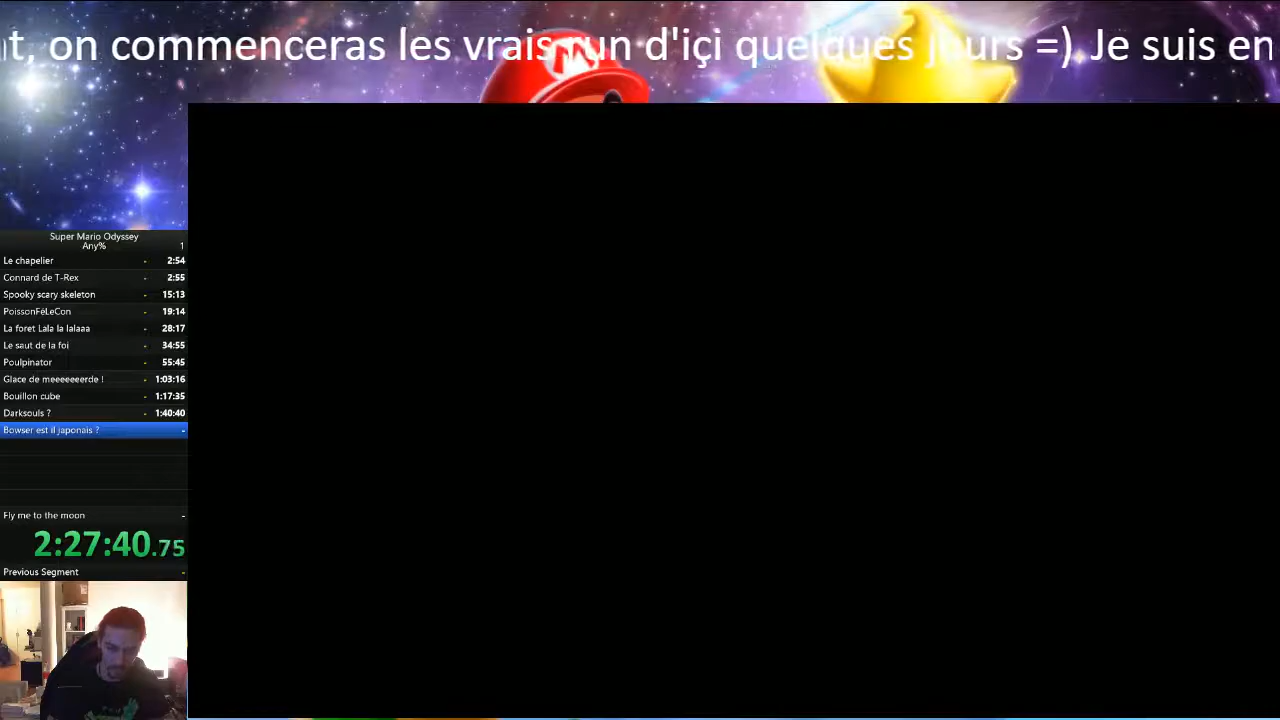 t, on commenceras les vrais run d'içi quelques jours =) Je suis en
Super Mario Odyssey
Any% 1
Le chapelier - 2:54
Connard de T-Rex - 2:55
Spooky scary skeleton - 15:13
PoissonFéLeCon - 19:14
La foret Lala la lalaaa - 28:17
Le saut de la foi - 34:55
Poulpinator - 55:45
Glace de meeeeeeerde ! - 1:03:16
Bouillon cube - 1:17:35
Darksouls ? - 1:40:40
Bowser est il japonais ? -
Fly me to the moon -
2:27:40.75
Previous Segment -